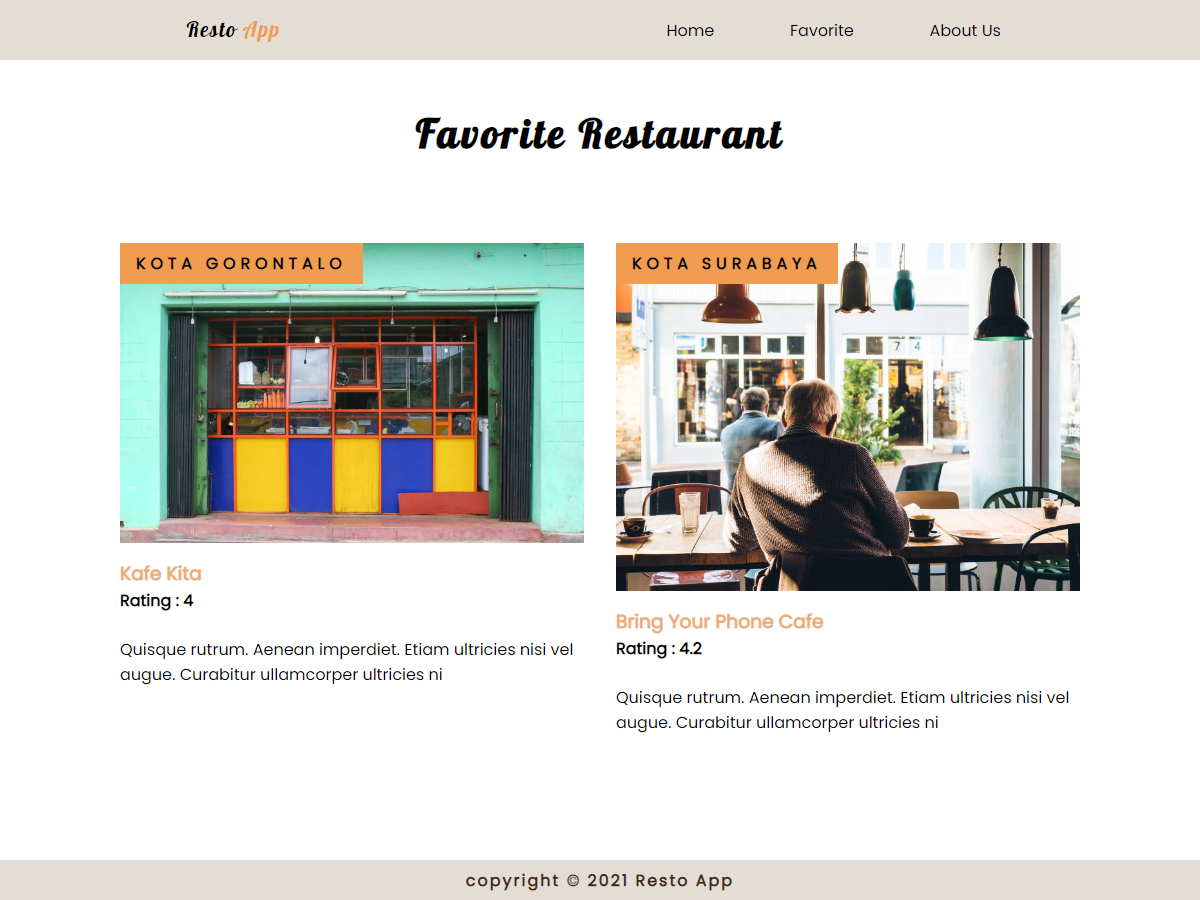 Resto App
Home
Favorite
About Us
Favorite Restaurant
KOTA GORONTALO
Kafe Kita
Rating : 4
Quisque rutrum. Aenean imperdiet. Etiam ultricies nisi vel
augue. Curabitur ullamcorper ultricies ni
KOTA SURABAYA
Bring Your Phone Cafe
Rating : 4.2
Quisque rutrum. Aenean imperdiet. Etiam ultricies nisi vel
augue. Curabitur ullamcorper ultricies ni
copyright © 2021 Resto App